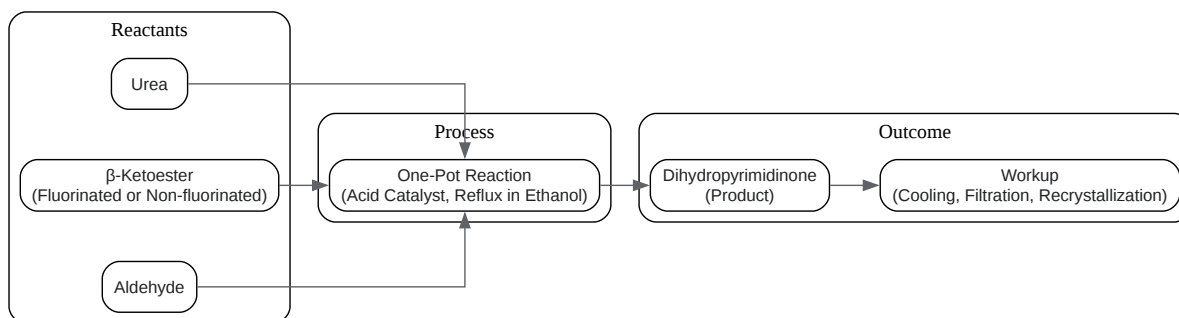 Reactants
Urea
β-Ketoester
(Fluorinated or Non-fluorinated)
Aldehyde
Process
One-Pot Reaction
(Acid Catalyst, Reflux in Ethanol)
Outcome
Dihydropyrimidinone
(Product)
Workup
(Cooling, Filtration, Recrystallization)